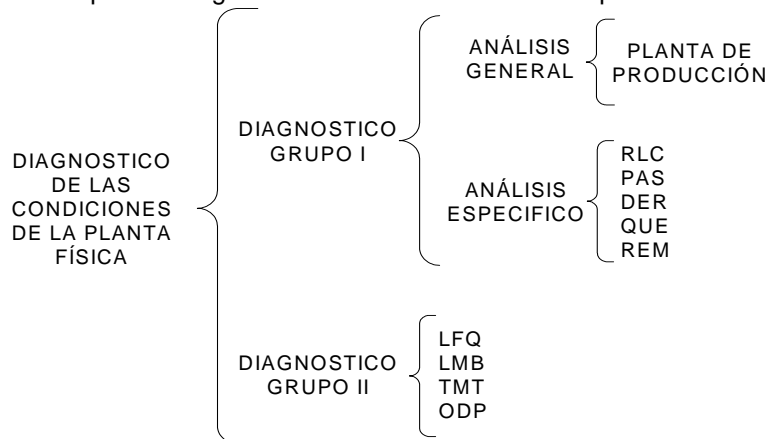 DIAGNOSTICO
DE LAS
CONDICIONES
DE LA PLANTA
FÍSICA
DIAGNOSTICO
GRUPO I
ANÁLISIS
GENERAL
PLANTA DE
PRODUCCIÓN
ANÁLISIS
ESPECIFICO
RLC
PAS
DER
QUE
REM
DIAGNOSTICO
GRUPO II
LFQ
LMB
TMT
ODP